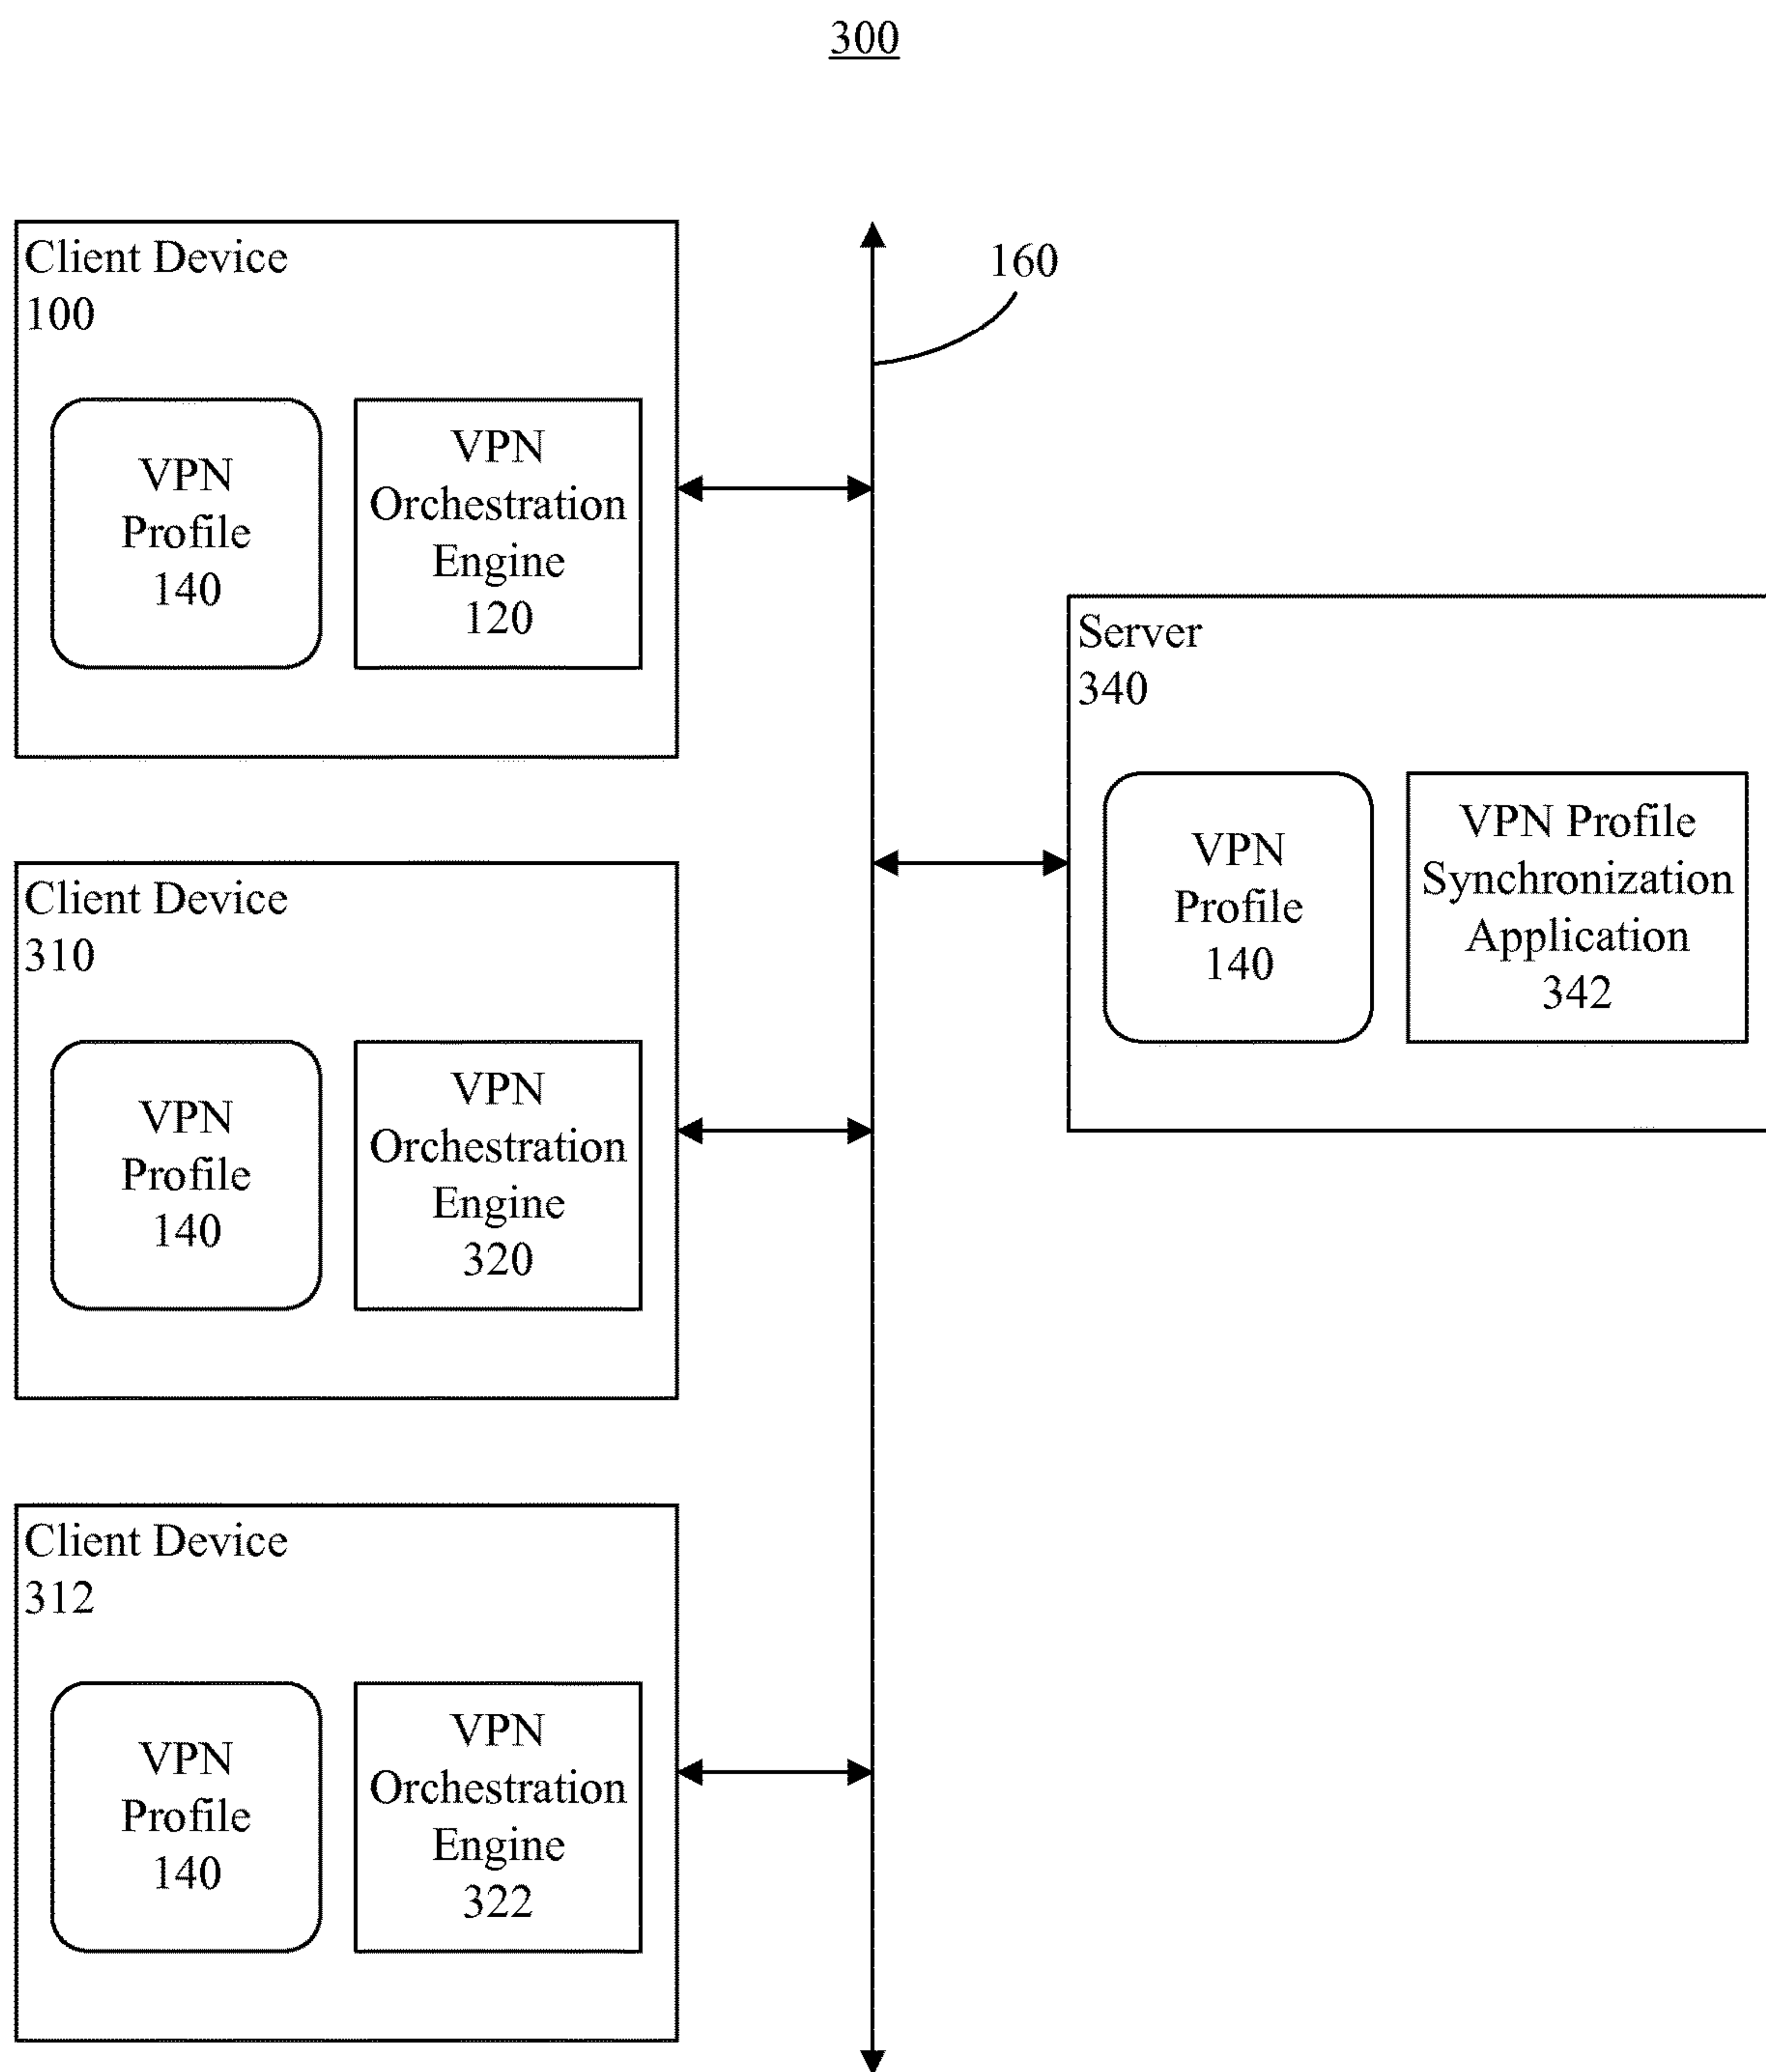 300
Client Device
100
VPN
Profile
140
VPN
Orchestration
Engine
120
160
Server
340
VPN
Profile
140
VPN Profile
Synchronization
Application
342
Client Device
310
VPN
Profile
140
VPN
Orchestration
Engine
320
Client Device
312
VPN
Profile
140
VPN
Orchestration
Engine
322